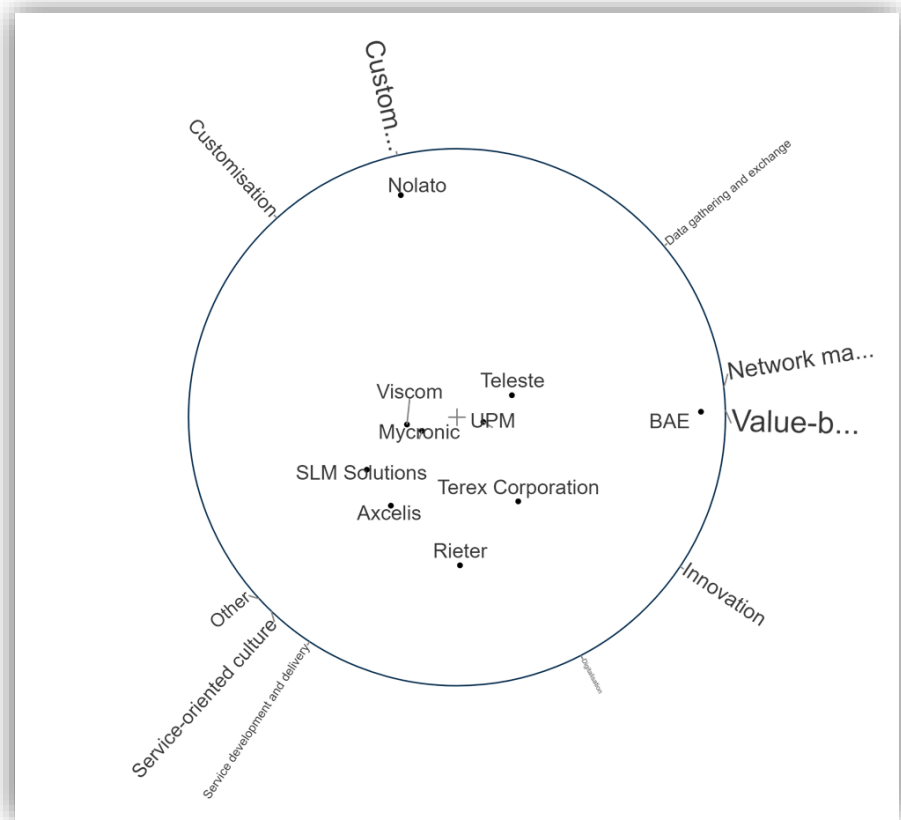 Custom...
Customisation
Data gathering and exchange
Nolato
Network ma...
Teleste
Viscom
UPM
BAE
Value-b...
Mycronic
SLM Solutions
Terex Corporation
Axcelis
Rieter
Innovation
Other
Service-oriented culture
Service development and delivery
Digitalisation